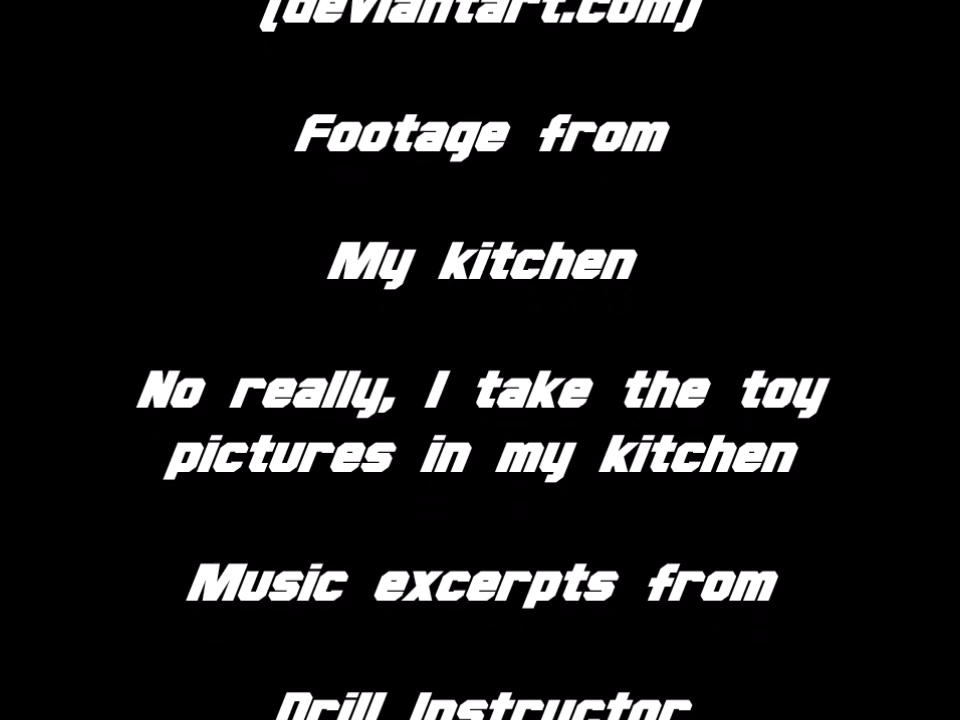 (deviantart.com)
Footage from
My kitchen
No really, I take the toy
pictures in my kitchen
Music excerpts from
Drill Instructor